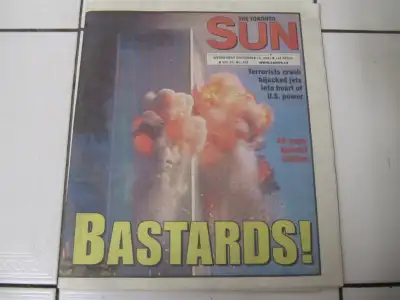 THE TORONTO
SUN
Terrorists crash
hijacked jets
into heart of
U.S. power
BASTARDS!